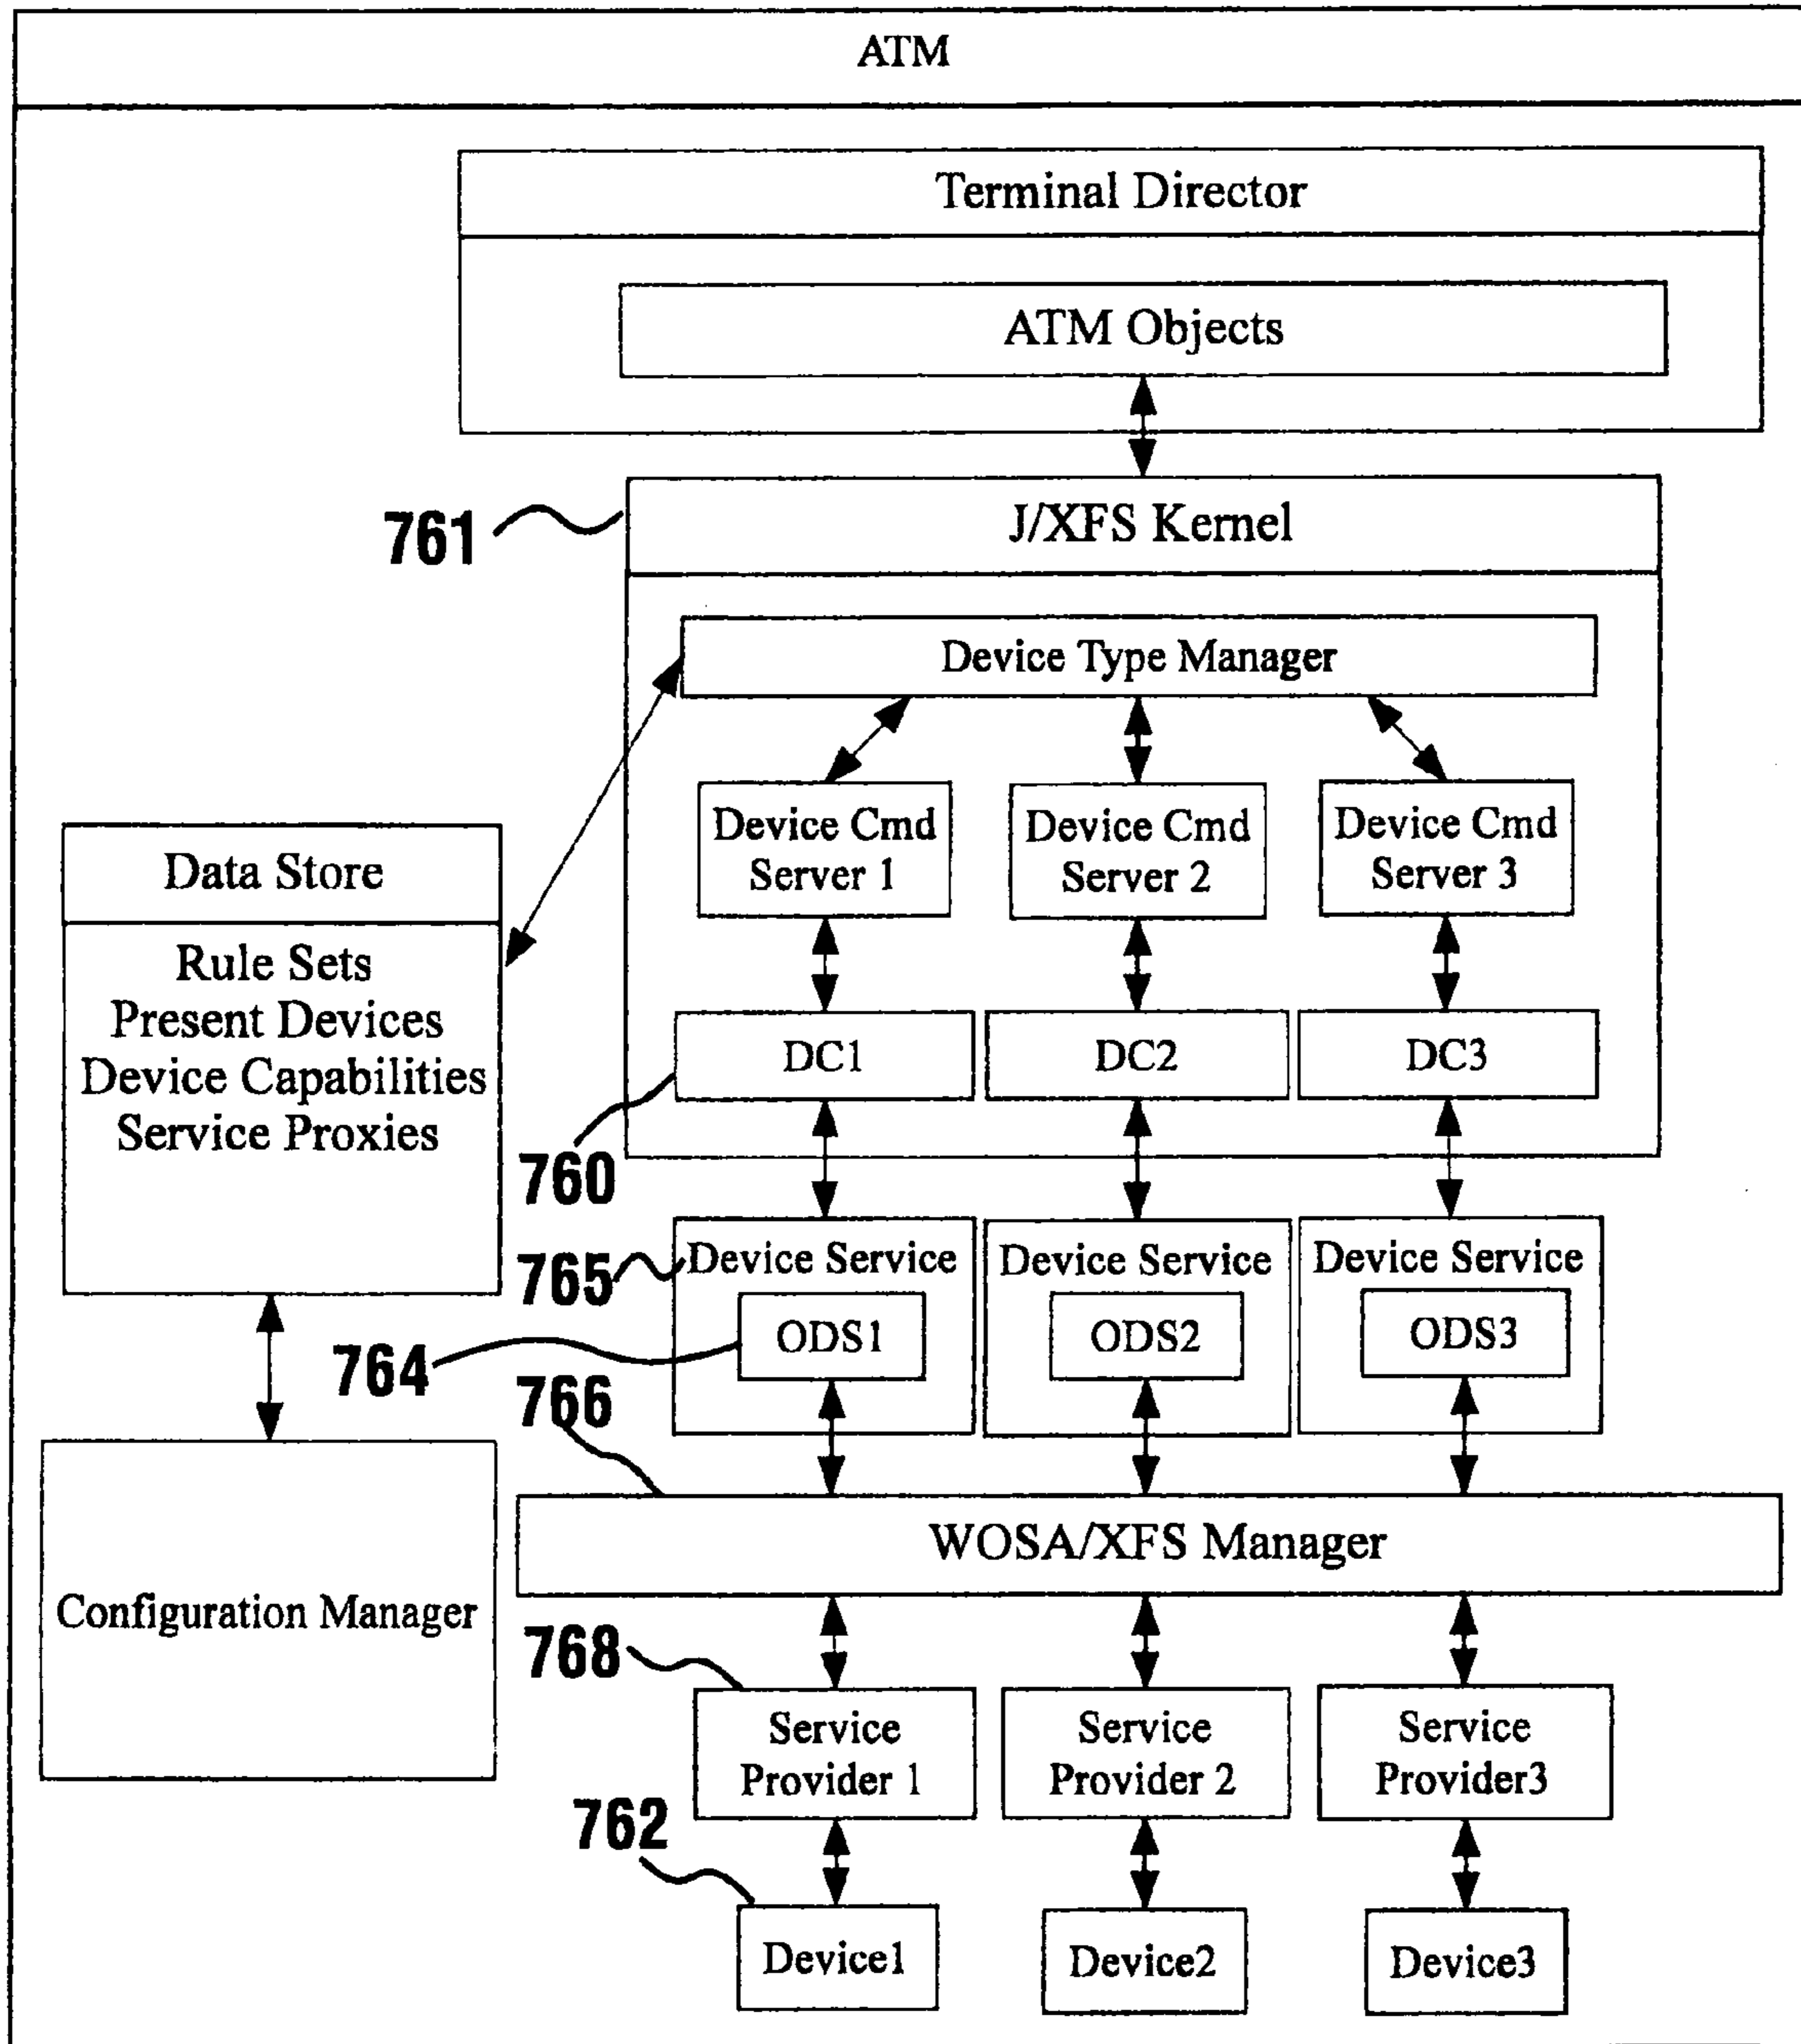 ATM
Terminal Director
ATM Objects
761
J/XFS Kernel
Device Type Manager
Device Cmd
Server 1
Device Cmd
Server 2
Device Cmd
Server 3
Data Store
Rule Sets
Present Devices
Device Capabilities
Service Proxies
DC1
DC2
DC3
760
765
Device Service
ODS1
Device Service
ODS2
Device Service
ODS3
764
766
WOSA/XFS Manager
Configuration Manager
768
Service
Provider 1
Service
Provider 2
Service
Provider3
762
Device1
Device2
Device3